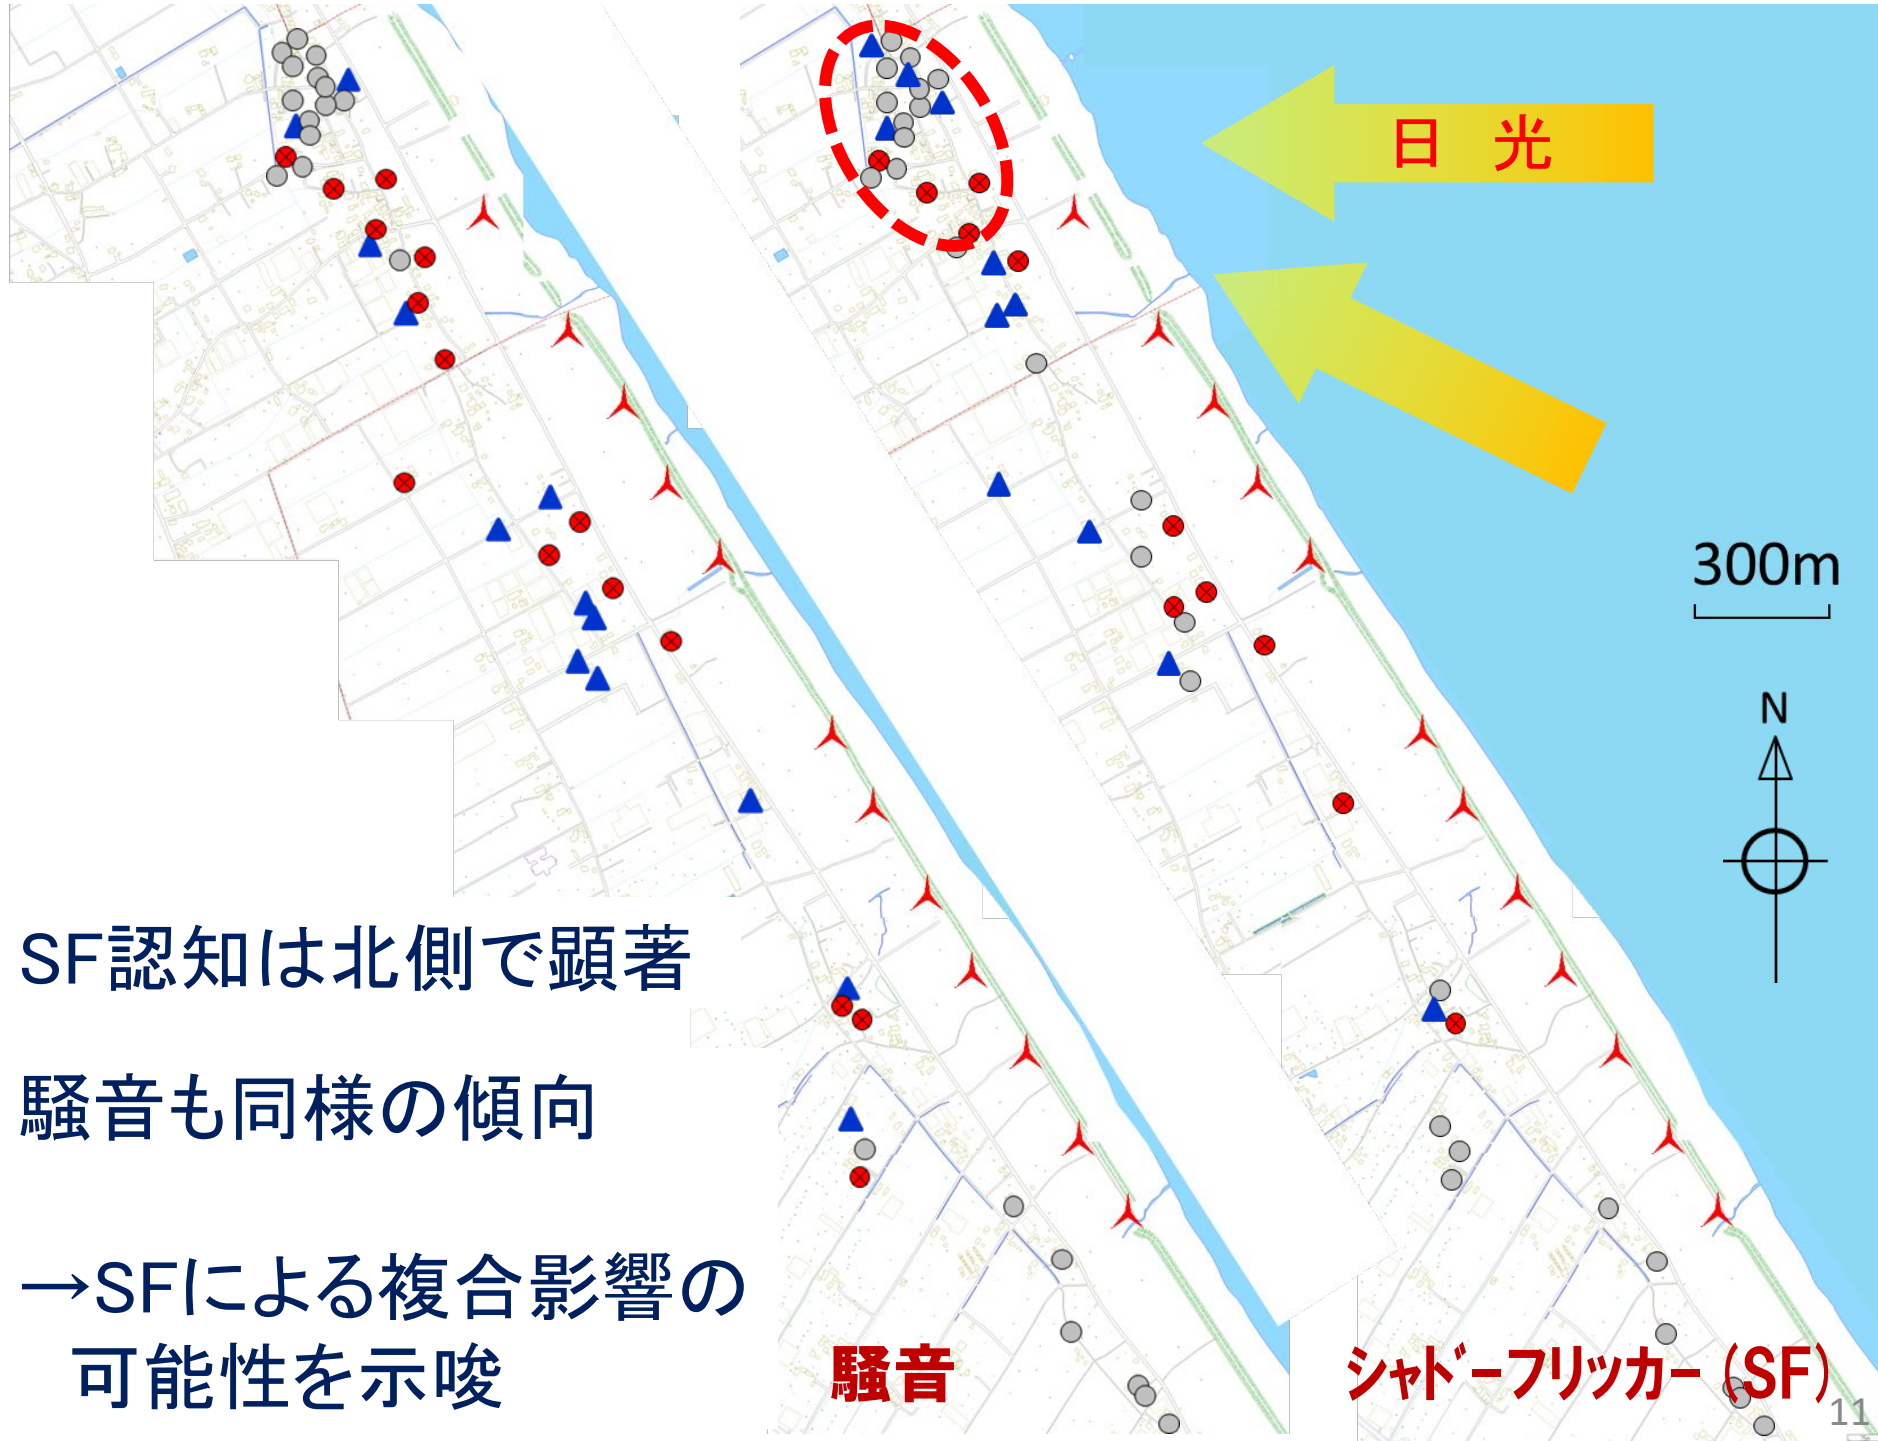 日　光
300m
N
SF認知は北側で顕著
騒音も同様の傾向
→SFによる複合影響の
可能性を示唆
騒音
ｼｬﾄﾞｰフリッカー(SF)
11